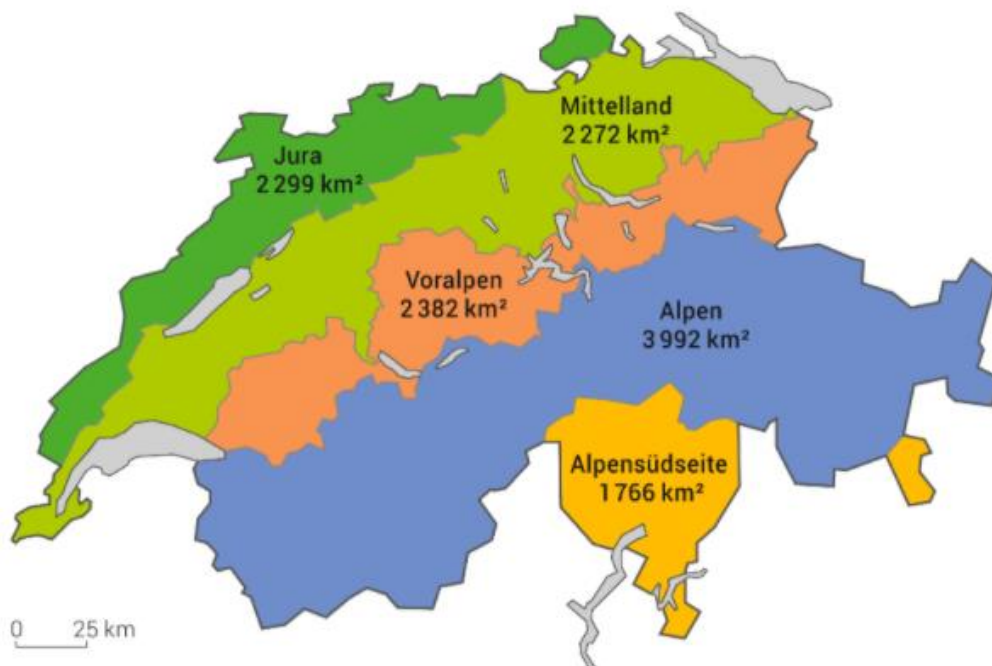 Mittelland
2 272 km²
Jura
2 299 km²
Voralpen
2 382 km²
Alpen
3 992 km²
Alpensüdseite
1 766 km²
0 25 km